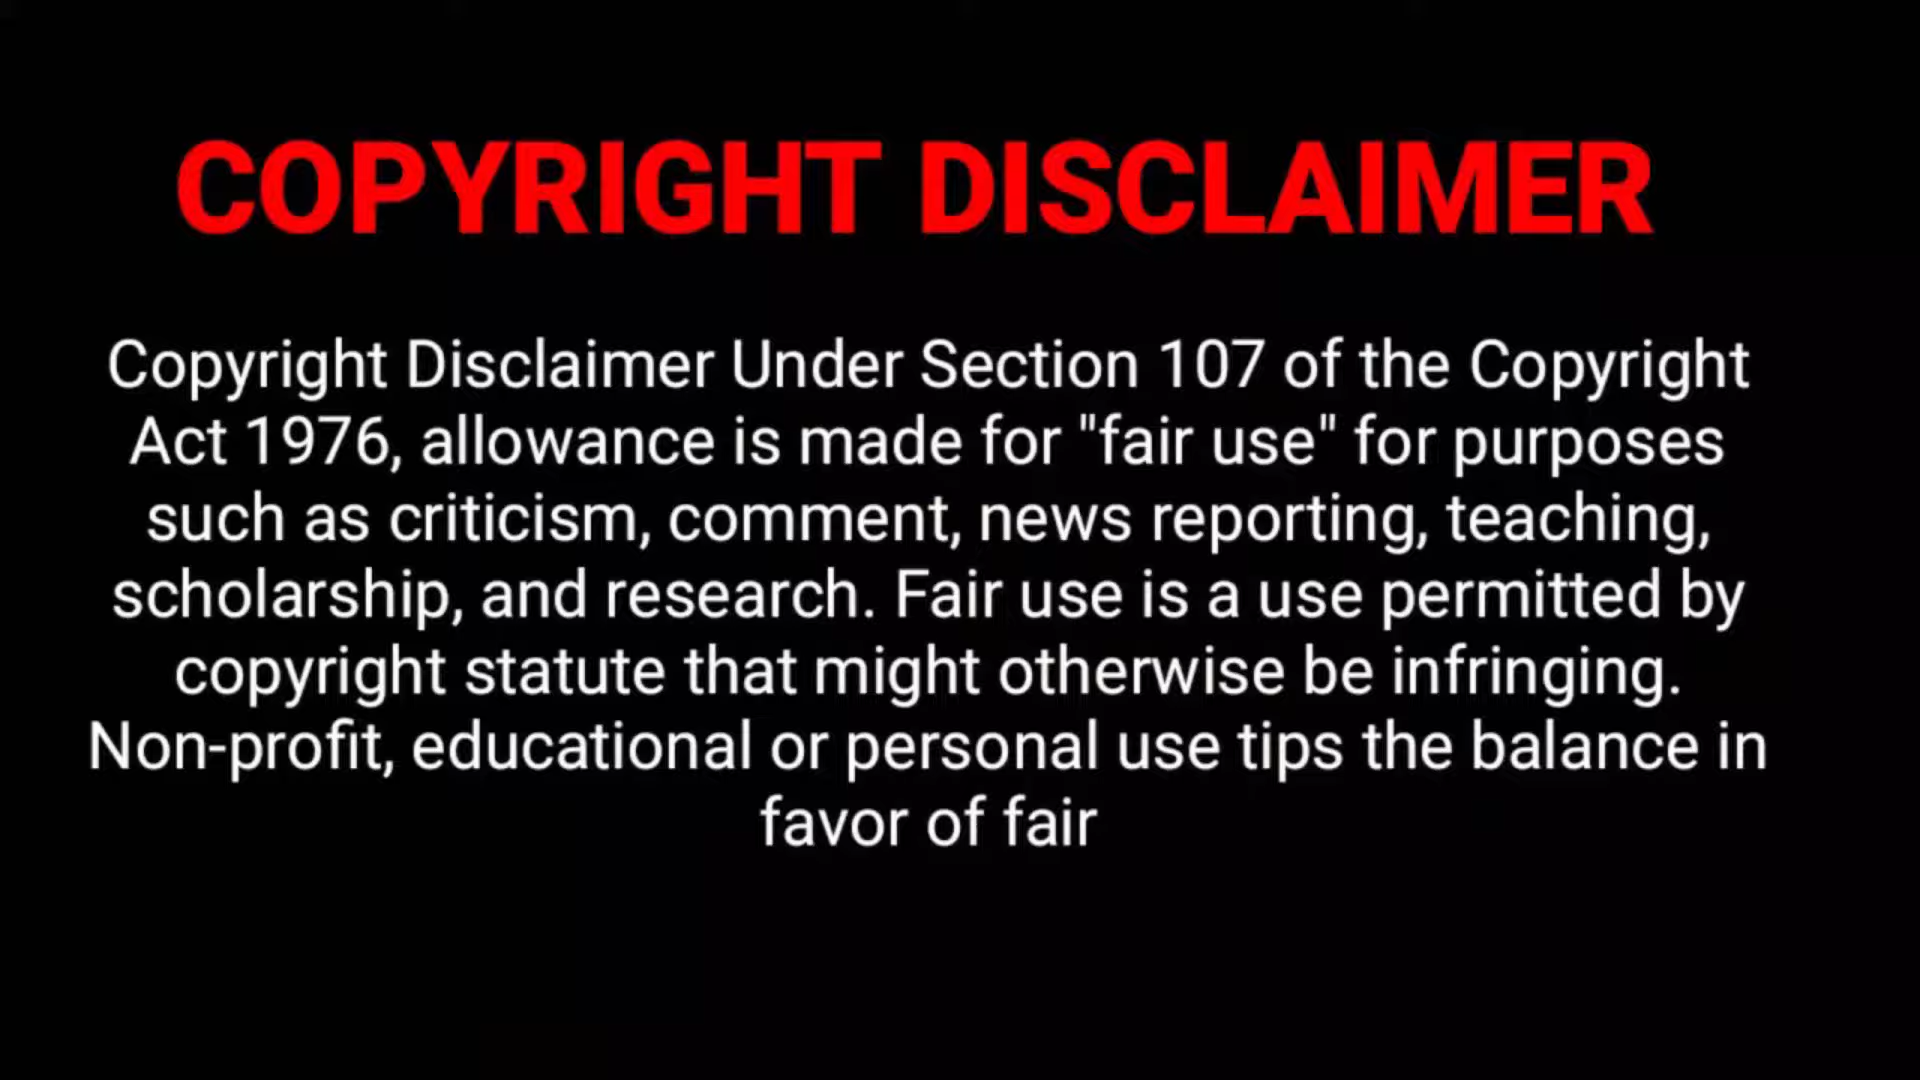 COPYRIGHT DISCLAIMER
Copyright Disclaimer Under Section 107 of the Copyright
Act 1976, allowance is made for "fair use" for purposes
such as criticism, comment, news reporting, teaching,
scholarship, and research. Fair use is a use permitted by
copyright statute that might otherwise be infringing.
Non-profit, educational or personal use tips the balance in
favor of fair